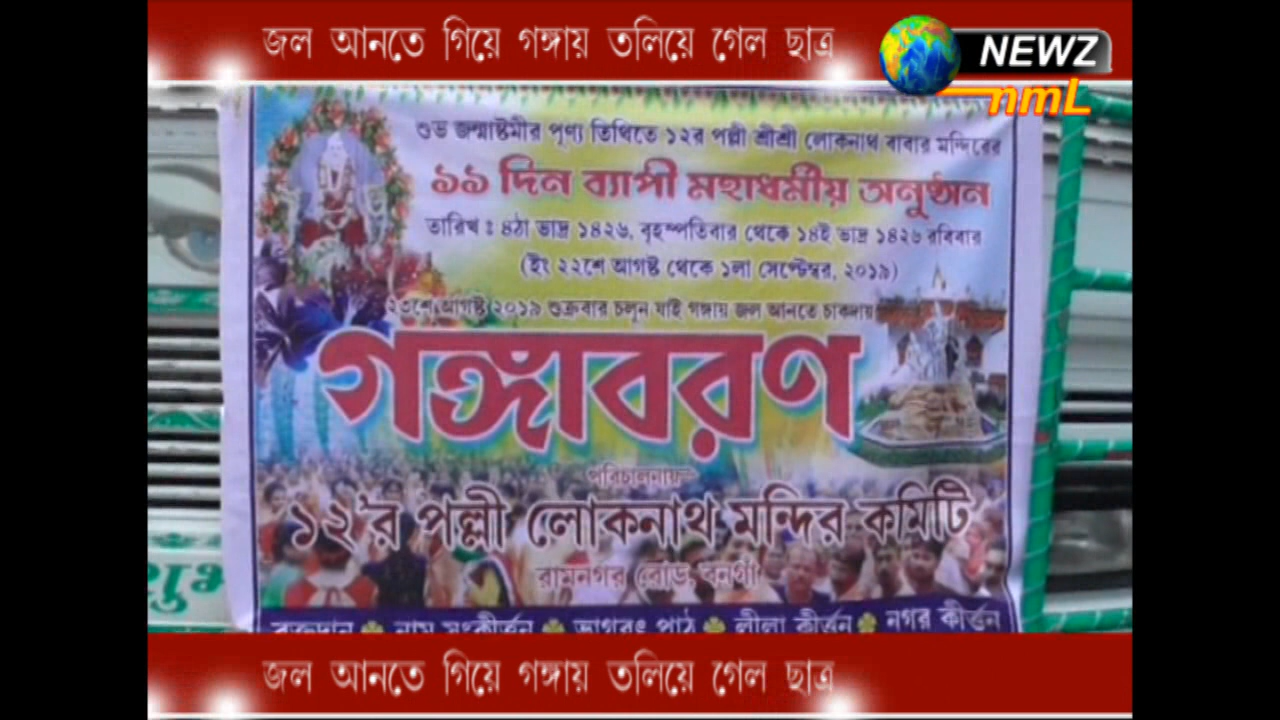 জল আনতে গিয়ে গঙ্গায় তলিয়ে গেল ছাত্র
NEWZ
nmL
শুভ জন্মাষ্টমীর পূণ্য তিথিতে ১২র পল্লী শ্রীশ্রী লোকনাথ বাবার মন্দিরের
১১ দিন ব্যাপী মহাধর্মীয় অনুষ্ঠান
তারিখ : ৪ঠা ভাদ্র ১৪২৬, বৃহস্পতিবার থেকে ১৪ই ভাদ্র ১৪২৬ রবিবার
(ইং ২২শে আগষ্ট থেকে ১লা সেপ্টেম্বর, ২০১৯)
২৩শে আগষ্ট ২০১৯ শুক্রবার চলুন যাই গঙ্গায় জল আনতে চাকদায়
গঙ্গাবরণ
পরিচালনায়
১২'র পল্লী লোকনাথ মন্দির কমিটি
রামনগর রোড, বনগাঁ
শুভ
রক্তদান নাম সংকীর্ত্তন ভাগবৎ পাঠ লীলা কীর্ত্তন নগর কীর্ত্তন
জল আনতে গিয়ে গঙ্গায় তলিয়ে গেল ছাত্র